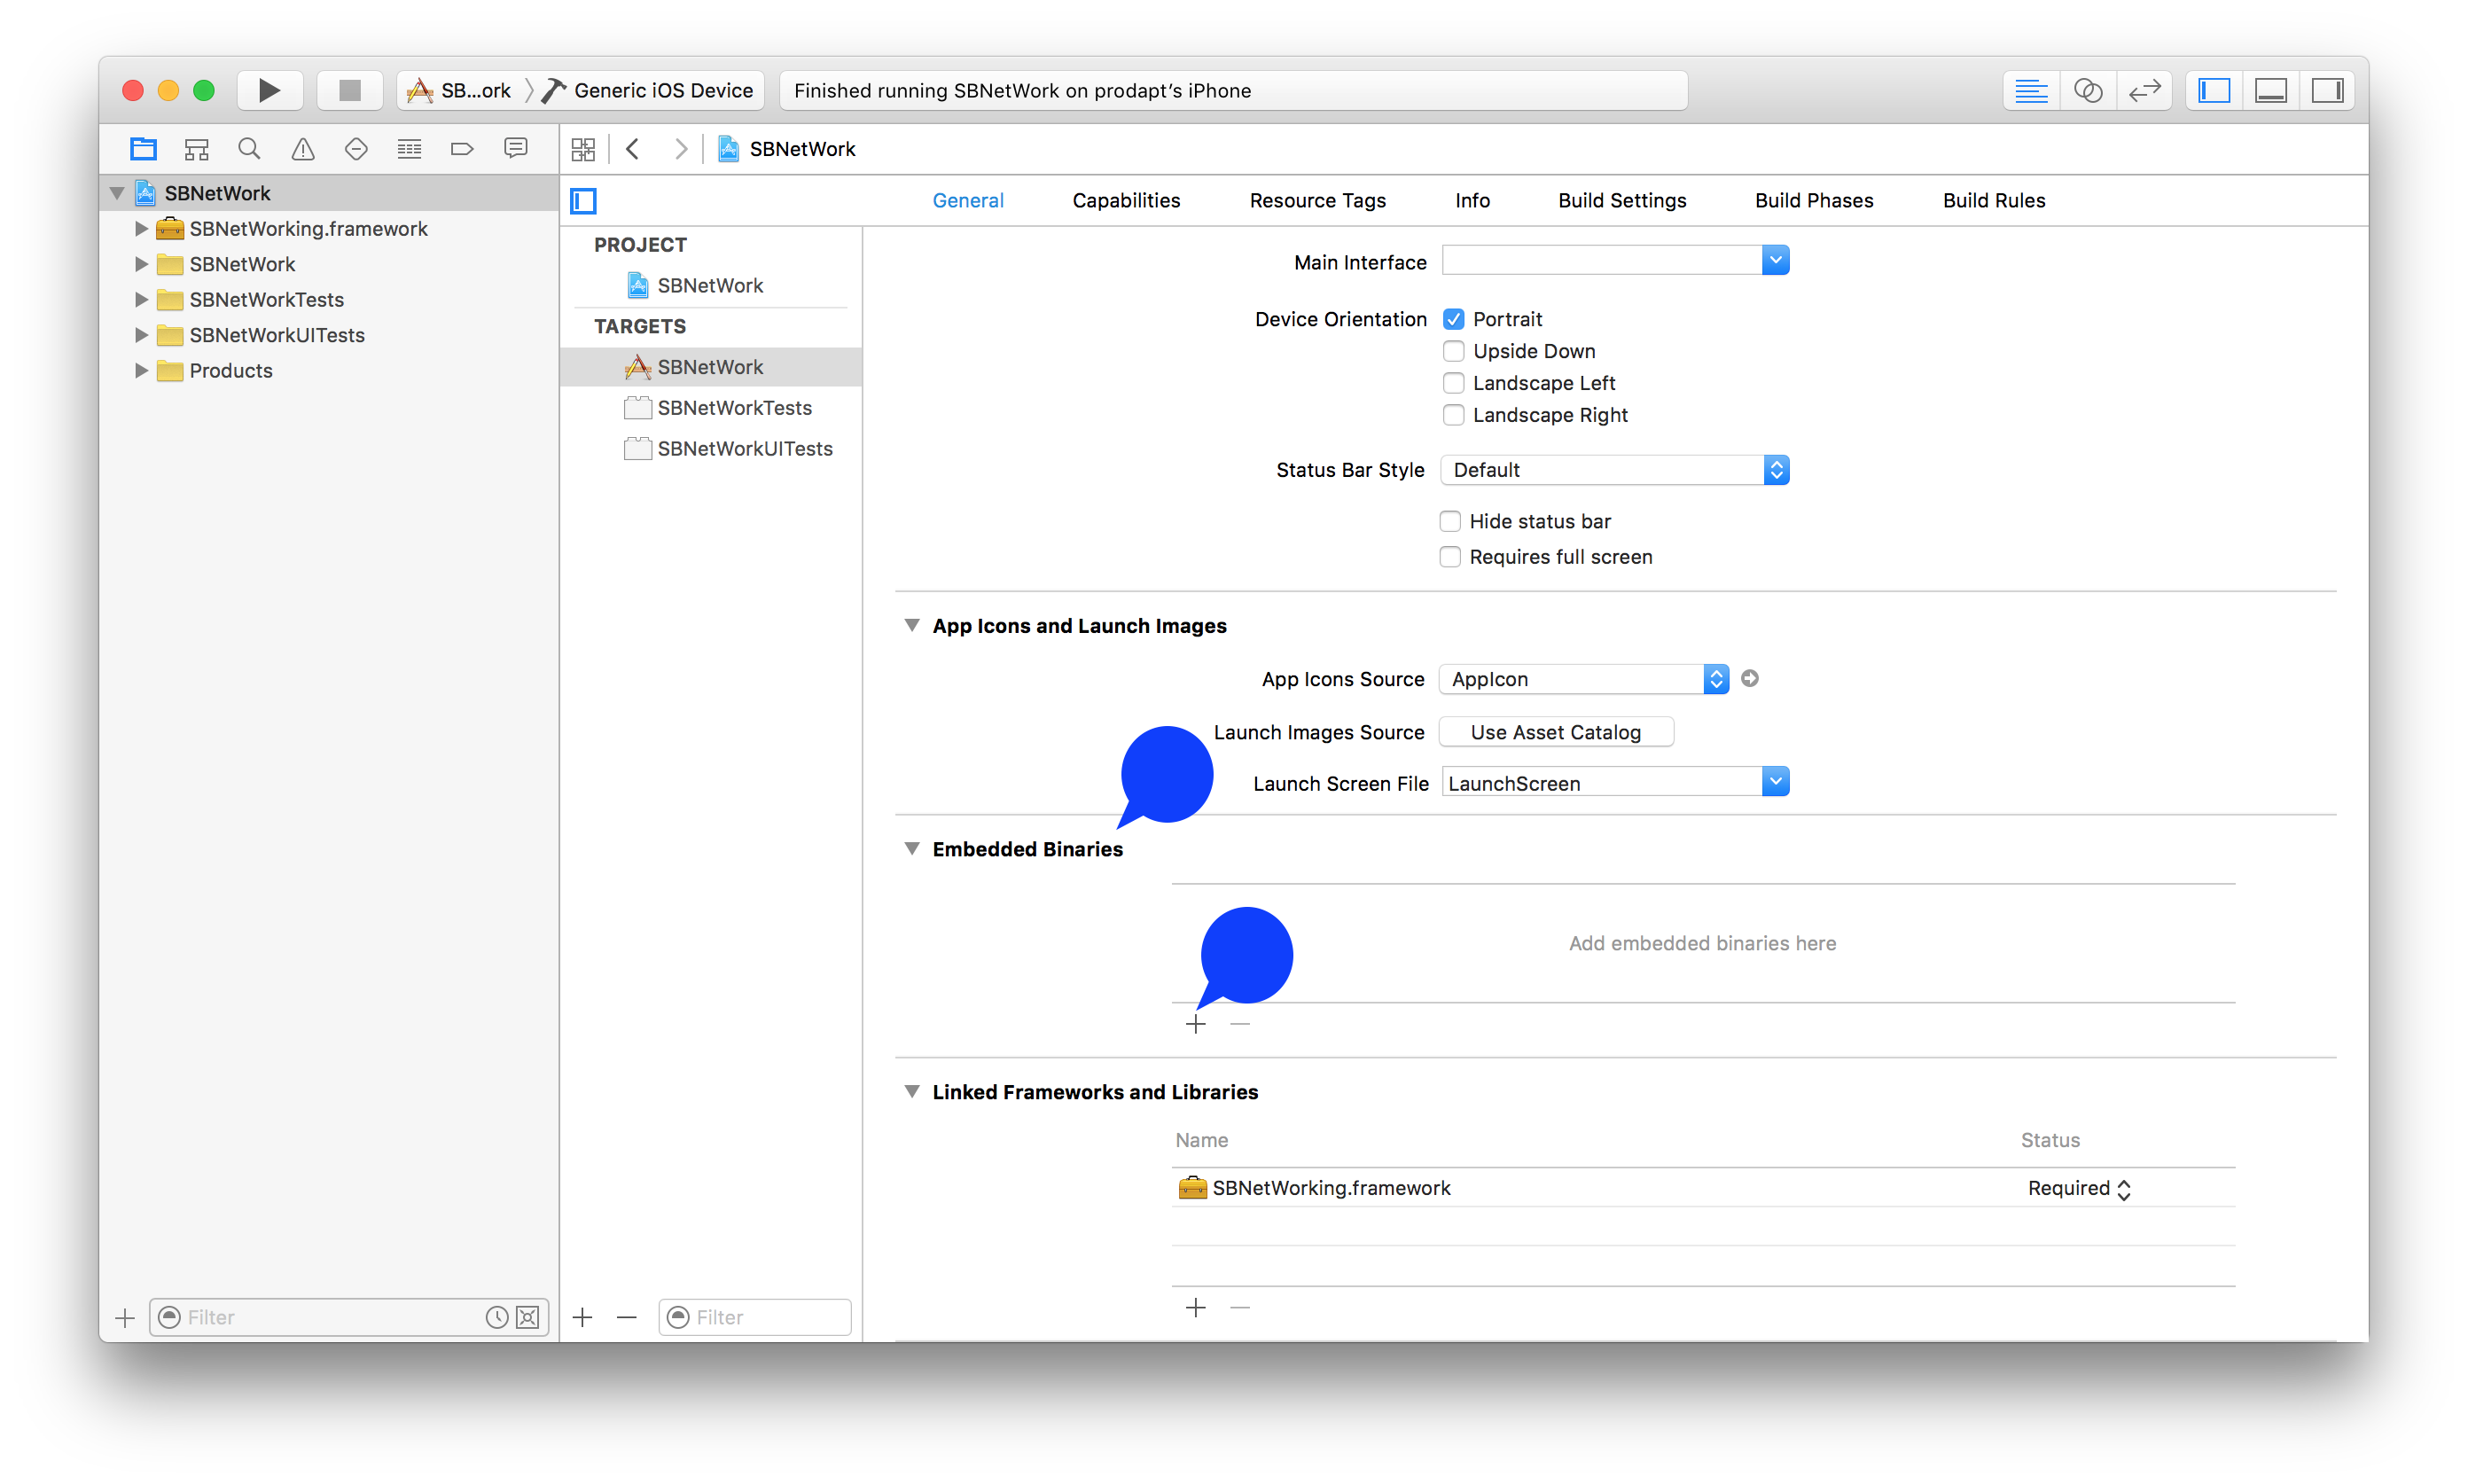 SB...ork
Generic iOS Device
Finished running SBNetWork on prodapt’s iPhone
SBNetWork
SBNetWork
SBNetWorking.framework
SBNetWork
SBNetWorkTests
SBNetWorkUITests
Products
Filter
General
Capabilities
Resource Tags
Info
Build Settings
Build Phases
Build Rules
PROJECT
SBNetWork
TARGETS
SBNetWork
SBNetWorkTests
SBNetWorkUITests
Filter
Main Interface
Device Orientation
Portrait
Upside Down
Landscape Left
Landscape Right
Status Bar Style
Default
Hide status bar
Requires full screen
App Icons and Launch Images
App Icons Source
AppIcon
Launch Images Source
Use Asset Catalog
Launch Screen File
LaunchScreen
Embedded Binaries
Add embedded binaries here
Linked Frameworks and Libraries
Name
Status
SBNetWorking.framework
Required